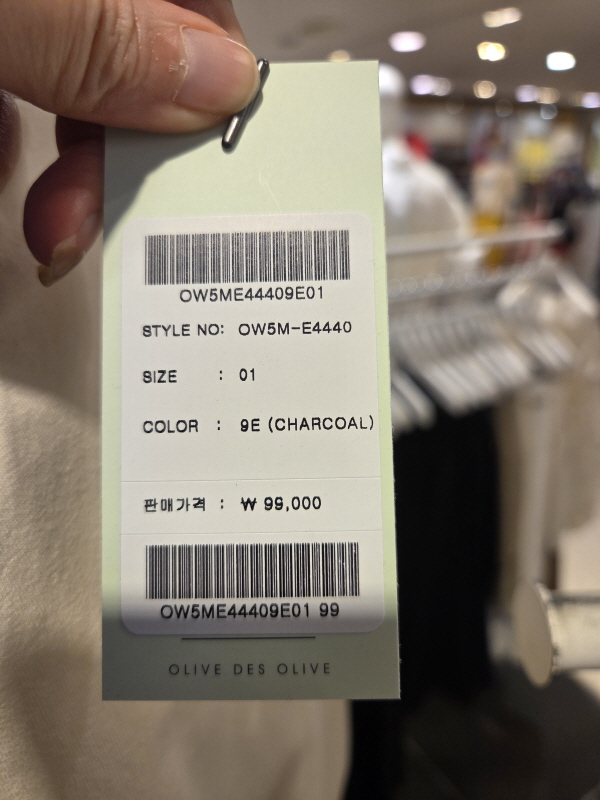 OW5ME44409E01
STYLE NO: OW5M-E4440
SIZE : 01
COLOR : 9E (CHARCOAL)
판매가격 : ₩ 99,000
OW5ME44409E01 99
OLIVE DES OLIVE